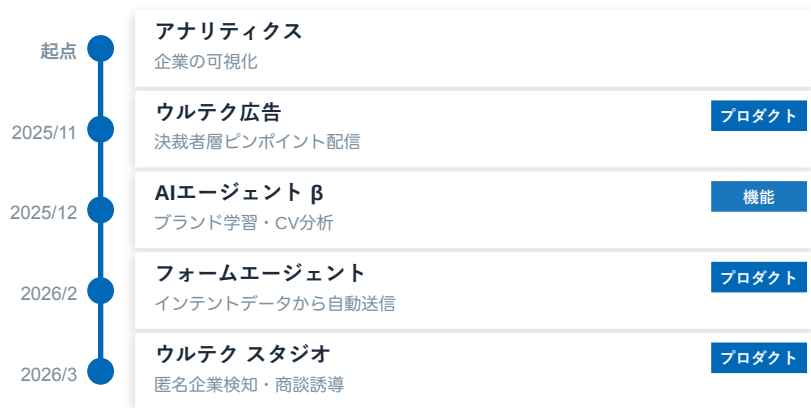 起点
アナリティクス
企業の可視化
2025/11
ウルテク広告
プロダクト
決裁者層ピンポイント配信
2025/12
AIエージェント β
機能
ブランド学習・CV分析
2026/2
フォームエージェント
プロダクト
インテントデータから自動送信
2026/3
ウルテク スタジオ
プロダクト
匿名企業検知・商談誘導